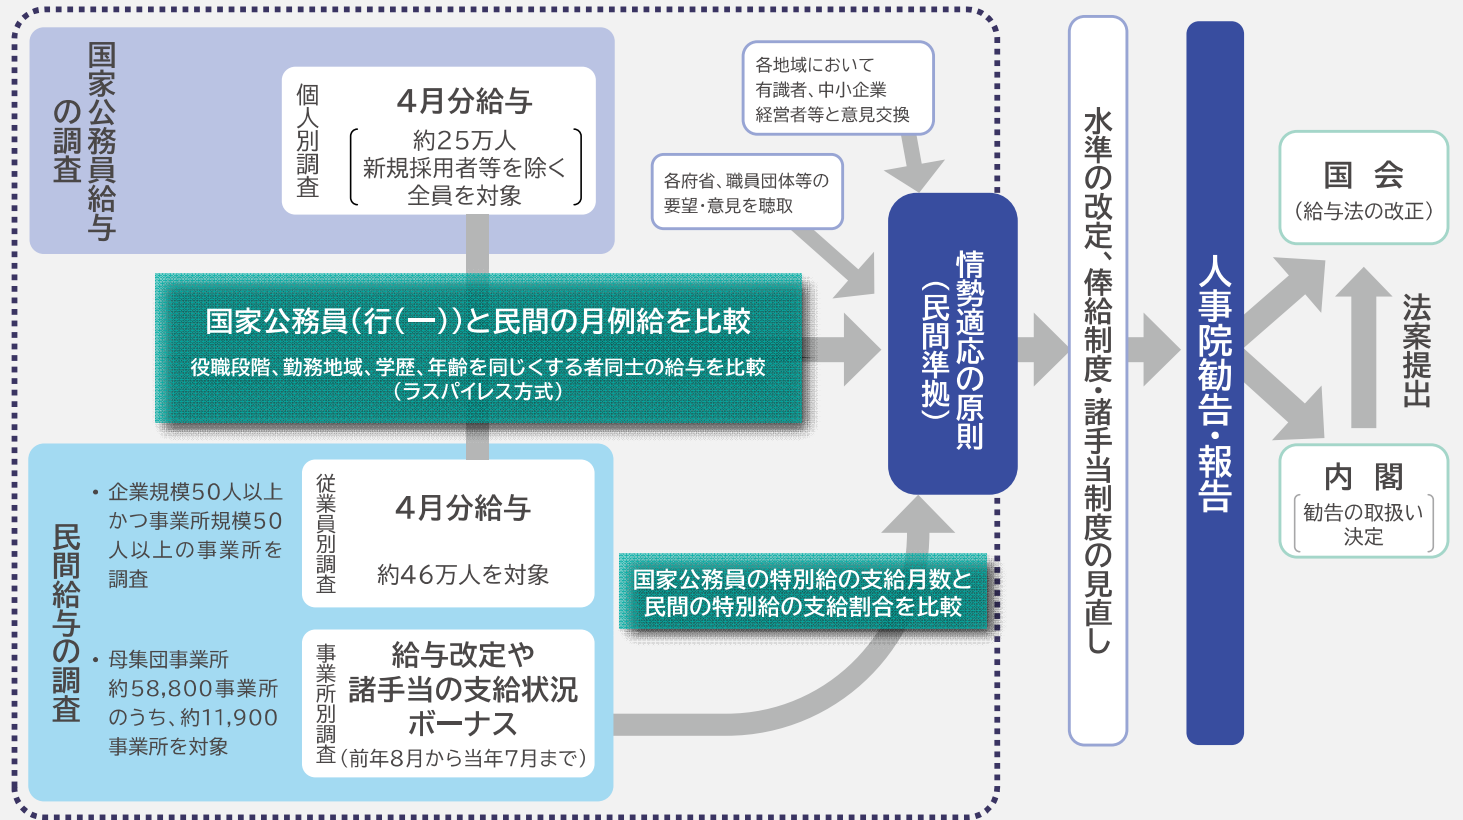 国家公務員給与
の調査
個人別調査
4月分給与
約25万人
新規採用者等を除く
全員を対象
国家公務員(行(一))と民間の月例給を比較
役職段階、勤務地域、学歴、年齢を同じくする者同士の給与を比較
(ラスパイレス方式)
民間給与の調査
・企業規模50人以上
かつ事業所規模50
人以上の事業所を
調査
・母集団事業所
約58,800事業所
のうち、約11,900
事業所を対象
従業員別調査
4月分給与
約46万人を対象
事業所別調査
給与改定や
諸手当の支給状況
ボーナス
(前年8月から当年7月まで)
各地域において
有識者、中小企業
経営者等と意見交換
各府省、職員団体等の
要望・意見を聴取
情勢適応の原則
(民間準拠)
国家公務員の特別給の支給月数と
民間の特別給の支給割合を比較
水準の改定、俸給制度・諸手当制度の見直し
人事院勧告・報告
国 会
(給与法の改正)
法案提出
内 閣
勧告の取扱い
決定